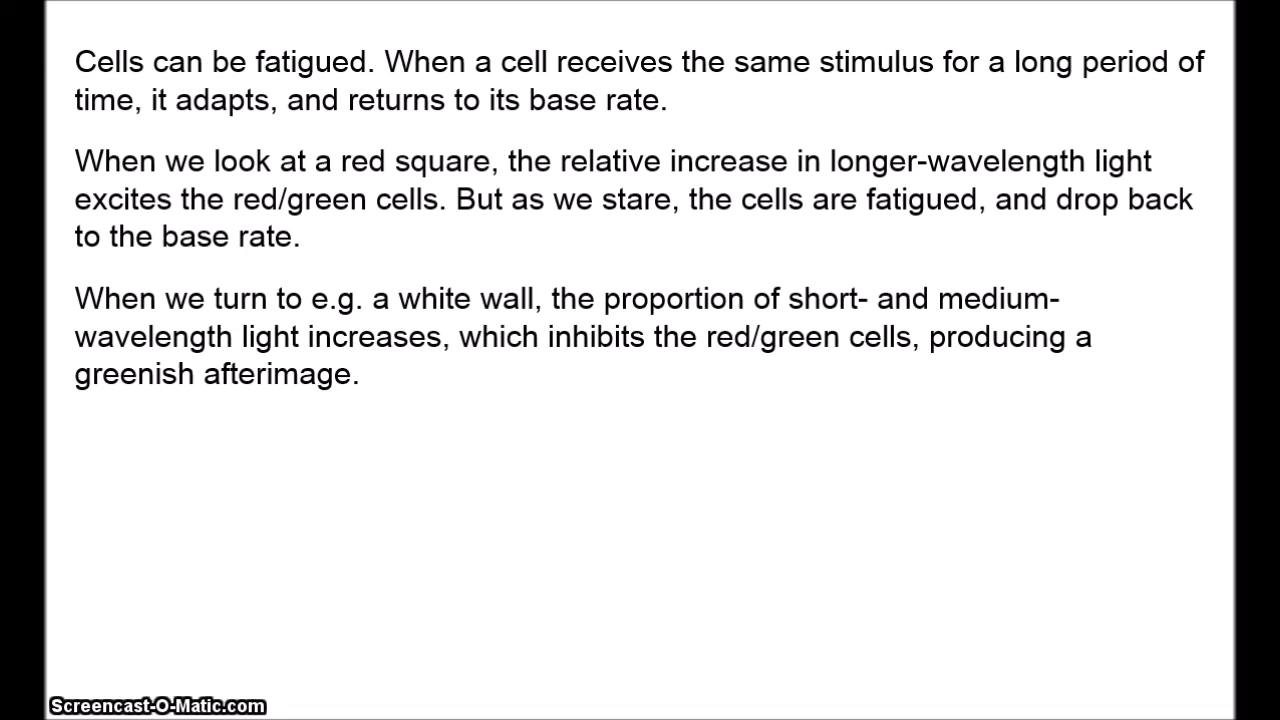 Cells can be fatigued. When a cell receives the same stimulus for a long period of
time, it adapts, and returns to its base rate.
When we look at a red square, the relative increase in longer-wavelength light
excites the red/green cells. But as we stare, the cells are fatigued, and drop back
to the base rate.
When we turn to e.g. a white wall, the proportion of short- and medium-
wavelength light increases, which inhibits the red/green cells, producing a
greenish afterimage.
Screencast-O-Matic.com